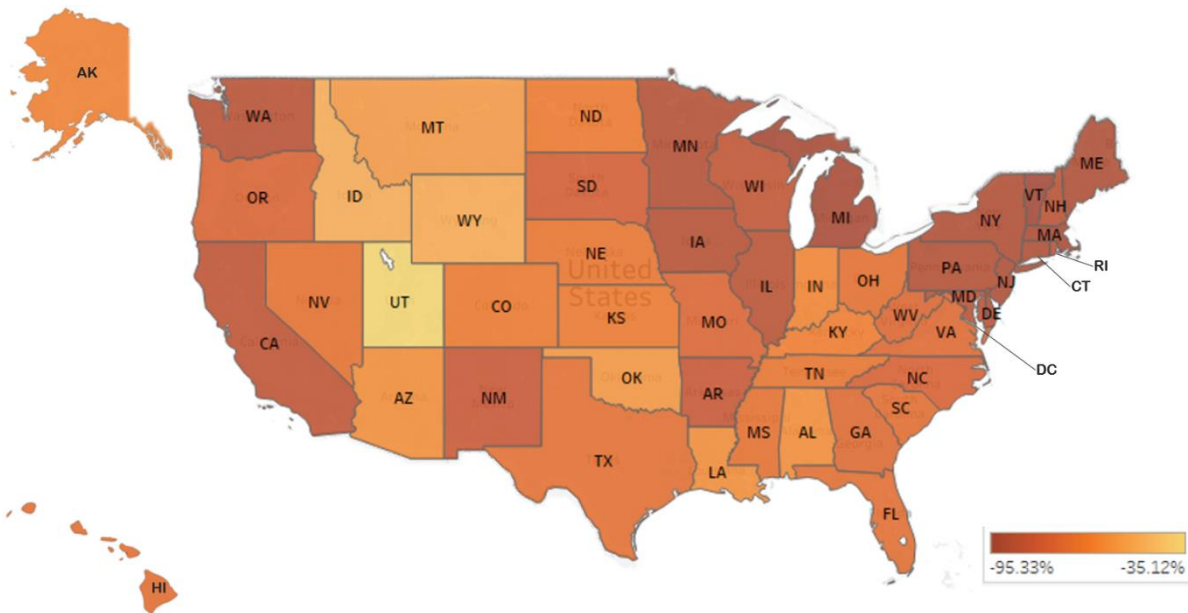 AK
WA
MT
ND
MN
ME
OR
ID
SD
WI
VT
NH
WY
MI
NY
MA
IA
NE
RI
PA
United
States
UT
CT
NV
CO
IL
IN
OH
NJ
MD
DE
KS
MO
WV
VA
CA
KY
DC
TN
NC
AZ
OK
NM
AR
SC
MS
AL
GA
TX
LA
FL
-95.33%
-35.12%
HI